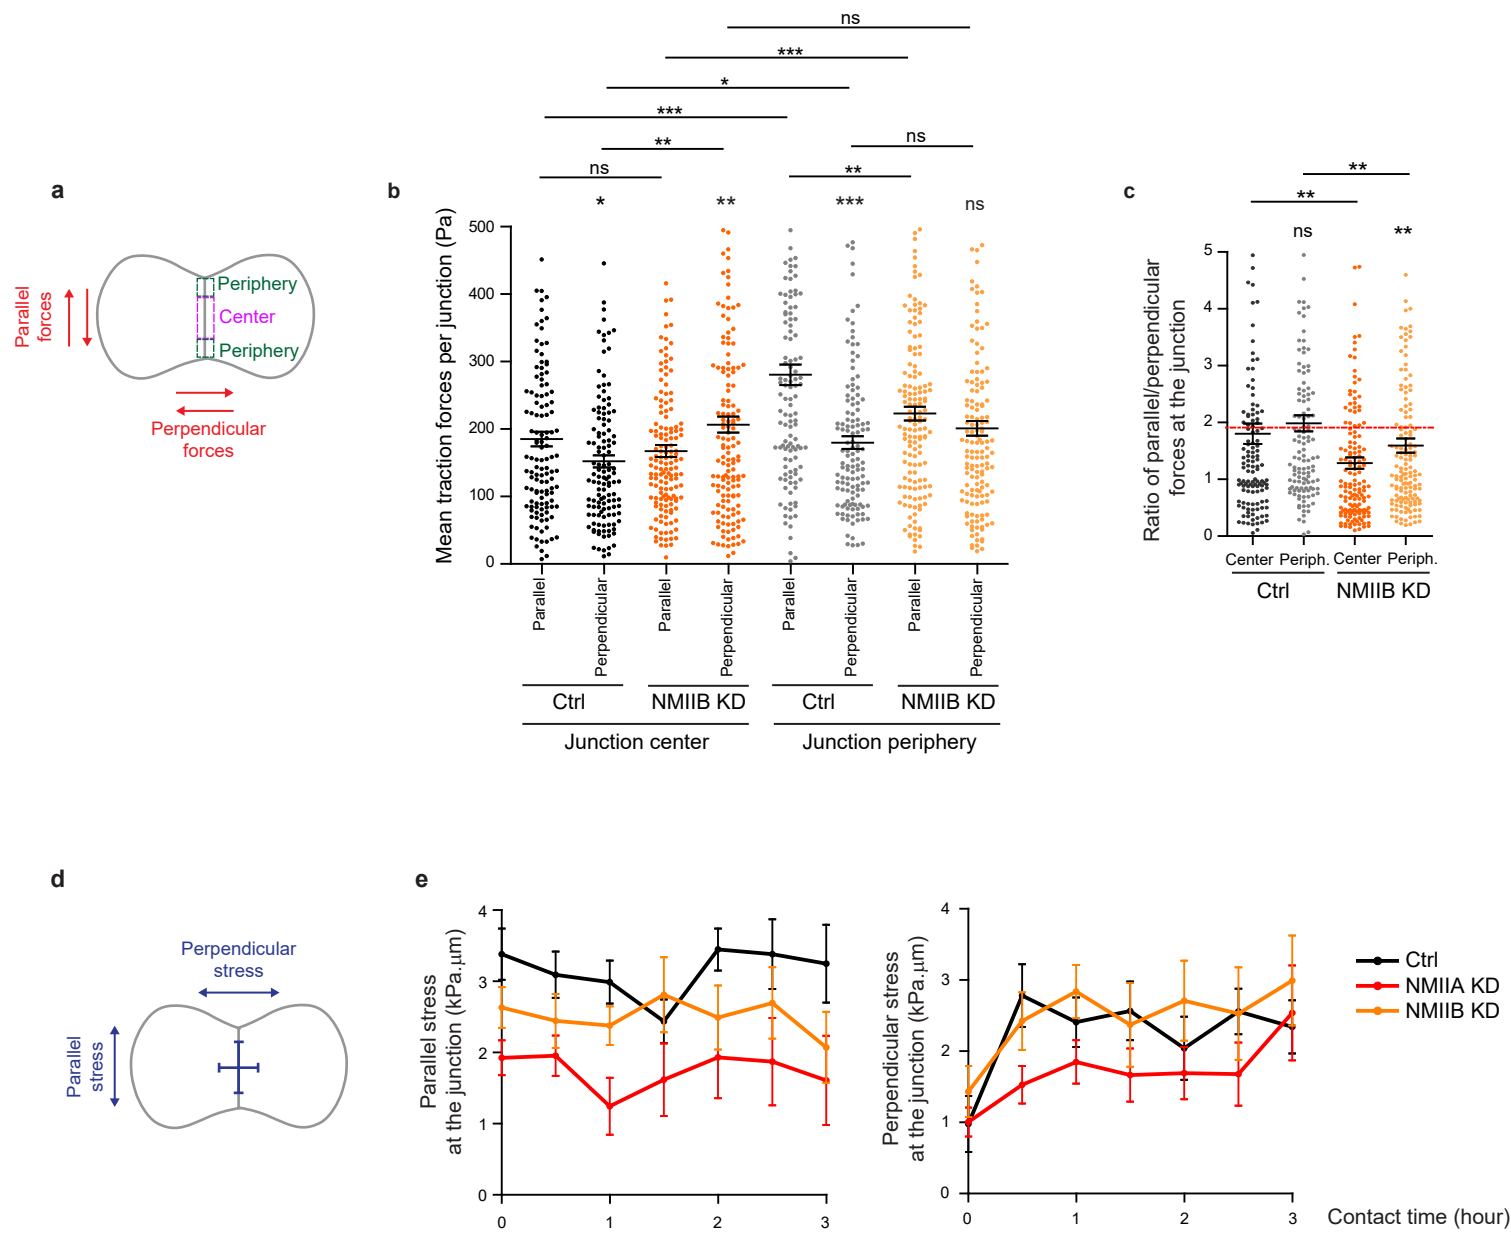 a
Parallel
forces
Periphery
Center
Periphery
Perpendicular
forces
b
ns
***
*
***
**
ns
ns
**
*
**
***
ns
Mean traction forces per junction (Pa)
500
400
300
200
100
0
Parallel
Perpendicular
Parallel
Perpendicular
Parallel
Perpendicular
Parallel
Perpendicular
Ctrl
NMIIB KD
Ctrl
NMIIB KD
Junction center
Junction periphery
c
**
**
ns
**
Ratio of parallel/perpendicular
forces at the junction
5
4
3
2
1
0
Center
Periph.
Center
Periph.
Ctrl
NMIIB KD
d
Perpendicular
stress
Parallel
stress
e
Parallel stress
at the junction (kPa.µm)
4
3
2
1
0
0
1
2
3
Perpendicular stress
at the junction (kPa.µm)
4
3
2
1
0
0
1
2
3
Ctrl
NMIIA KD
NMIIB KD
Contact time (hour)